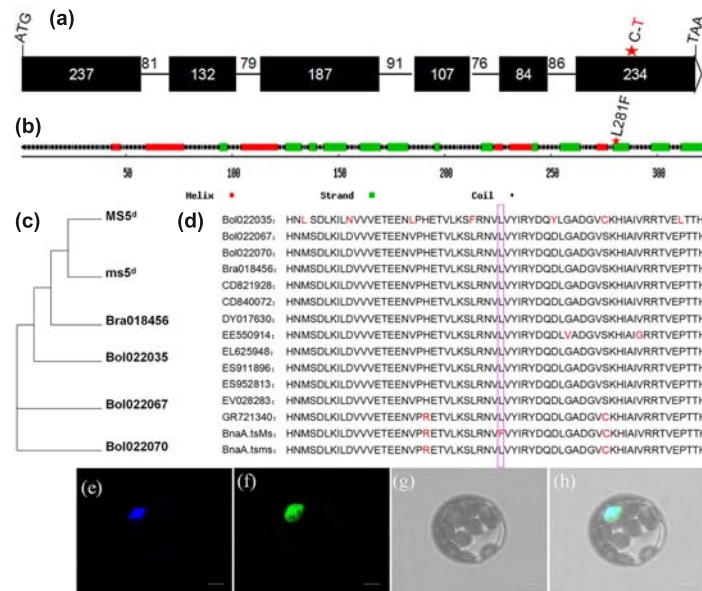 (a)
ATG
C-T
TAA
237 81 132 79 187 91 107 76 84 86 234
(b)
L281F
50 100 150 200 250 300
Helix Strand Coil
(c)
MS5d
ms5d
Bra018456
Bol022035
Bol022067
Bol022070
(d)
Bol022035: HNLSDLKILNVVVETEENLPHETVLKSFRNVLVYIRYDQYLGADGVCKHIAIVRRTVELTTH
Bol022067: HNMSDLKILDVVVETEENVPHETVLKSLRNVLVYIRYDQDLGADGVSKHIAIVRRTVEPTTH
Bol022070: HNMSDLKILDVVVETEENVPHETVLKSLRNVLVYIRYDQDLGADGVSKHIAIVRRTVEPTTH
Bra018456: HNMSDLKILDVVVETEENVPHETVLKSLRNVLVYIRYDQDLGADGVSKHIAIVRRTVEPTTH
CD821928: HNMSDLKILDVVVETEENVPHETVLKSLRNVLVYIRYDQDLGADGVSKHIAIVRRTVEPTTH
CD840072: HNMSDLKILDVVVETEENVPHETVLKSLRNVLVYIRYDQDLGADGVSKHIAIVRRTVEPTTH
DY017630: HNMSDLKILDVVVETEENVPHETVLKSLRNVLVYIRYDQDLGADGVSKHIAIVRRTVEPTTH
EE550914: HNMSDLKILDVVVETEENVPHETVLKSLRNVLVYIRYDQDLVADGVSKHIAIGRRTVEPTTH
EL625948: HNMSDLKILDVVVETEENVPHETVLKSLRNVLVYIRYDQDLGADGVSKHIAIVRRTVEPTTH
ES911896: HNMSDLKILDVVVETEENVPHETVLKSLRNVLVYIRYDQDLGADGVSKHIAIVRRTVEPTTH
ES952813: HNMSDLKILDVVVETEENVPHETVLKSLRNVLVYIRYDQDLGADGVSKHIAIVRRTVEPTTH
EV028283: HNMSDLKILDVVVETEENVPHETVLKSLRNVLVYIRYDQDLGADGVSKHIAIVRRTVEPTTH
GR721340: HNMSDLKILDVVVETEENVPRETVLKSLRNVLVYIRYDQDLGADGVCKHIAIVRRTVEPTTH
BnaA.tsMs: HNMSDLKILDVVVETEENVPRETVLKSLRNVFVYIRYDQDLGADGVCKHIAIVRRTVEPTTH
BnaA.tsms: HNMSDLKILDVVVETEENVPRETVLKSLRNVLVYIRYDQDLGADGVCKHIAIVRRTVEPTTH
(e) (f) (g) (h)